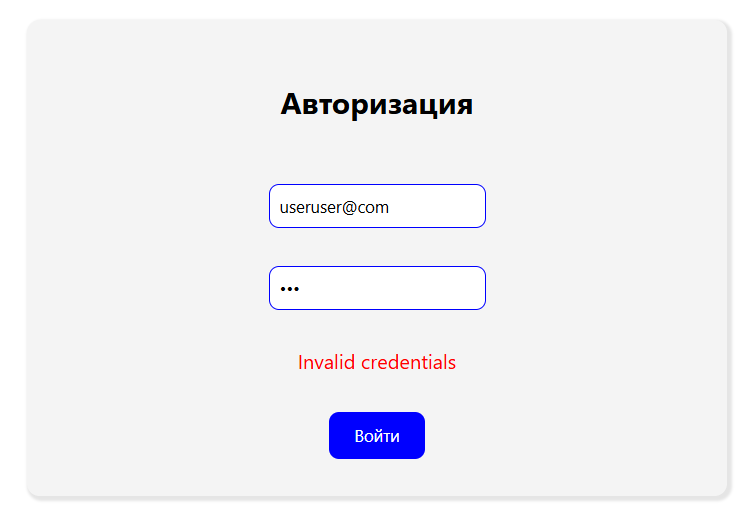 Авторизация
useruser@com
•••
Invalid credentials
Войти